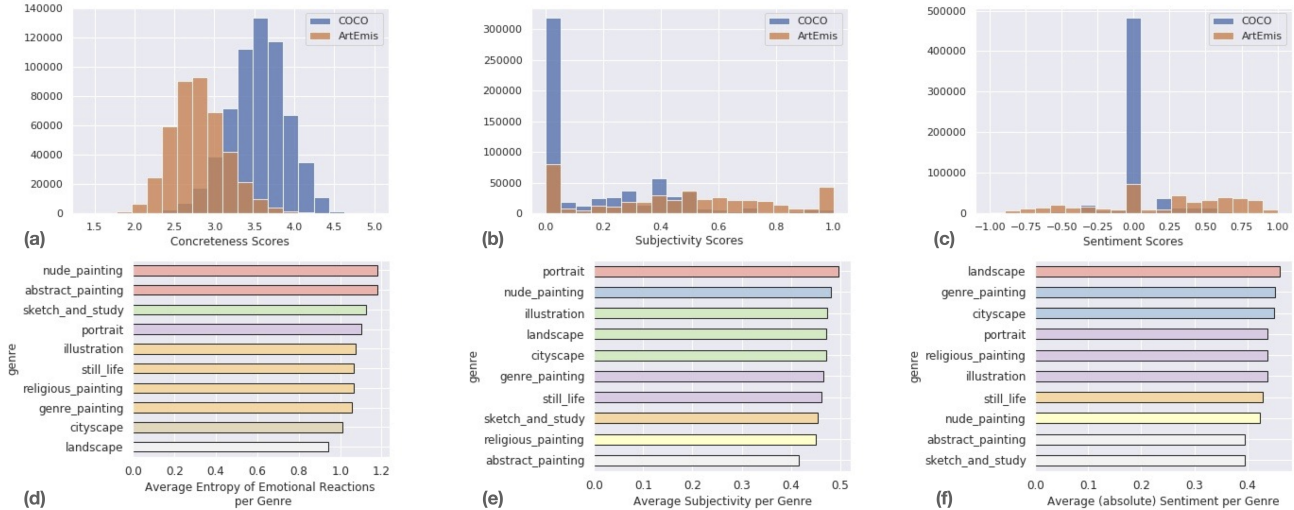 140000
120000
100000
80000
60000
40000
20000
0
COCO
ArtEmis
1.5 2.0 2.5 3.0 3.5 4.0 4.5 5.0
(a) Concreteness Scores
300000
250000
200000
150000
100000
50000
0
COCO
ArtEmis
0.0 0.2 0.4 0.6 0.8 1.0
(b) Subjectivity Scores
500000
400000
300000
200000
100000
0
COCO
ArtEmis
−1.00 −0.75 −0.50 −0.25 0.00 0.25 0.50 0.75 1.00
(c) Sentiment Scores
genre
nude_painting
abstract_painting
sketch_and_study
portrait
illustration
still_life
religious_painting
genre_painting
cityscape
landscape
0.0 0.2 0.4 0.6 0.8 1.0 1.2
Average Entropy of Emotional Reactions
(d) per Genre
genre
portrait
nude_painting
illustration
landscape
cityscape
genre_painting
still_life
sketch_and_study
religious_painting
abstract_painting
0.0 0.1 0.2 0.3 0.4 0.5
(e) Average Subjectivity per Genre
genre
landscape
genre_painting
cityscape
portrait
religious_painting
illustration
still_life
nude_painting
abstract_painting
sketch_and_study
0.0 0.1 0.2 0.3 0.4
(f) Average (absolute) Sentiment per Genre